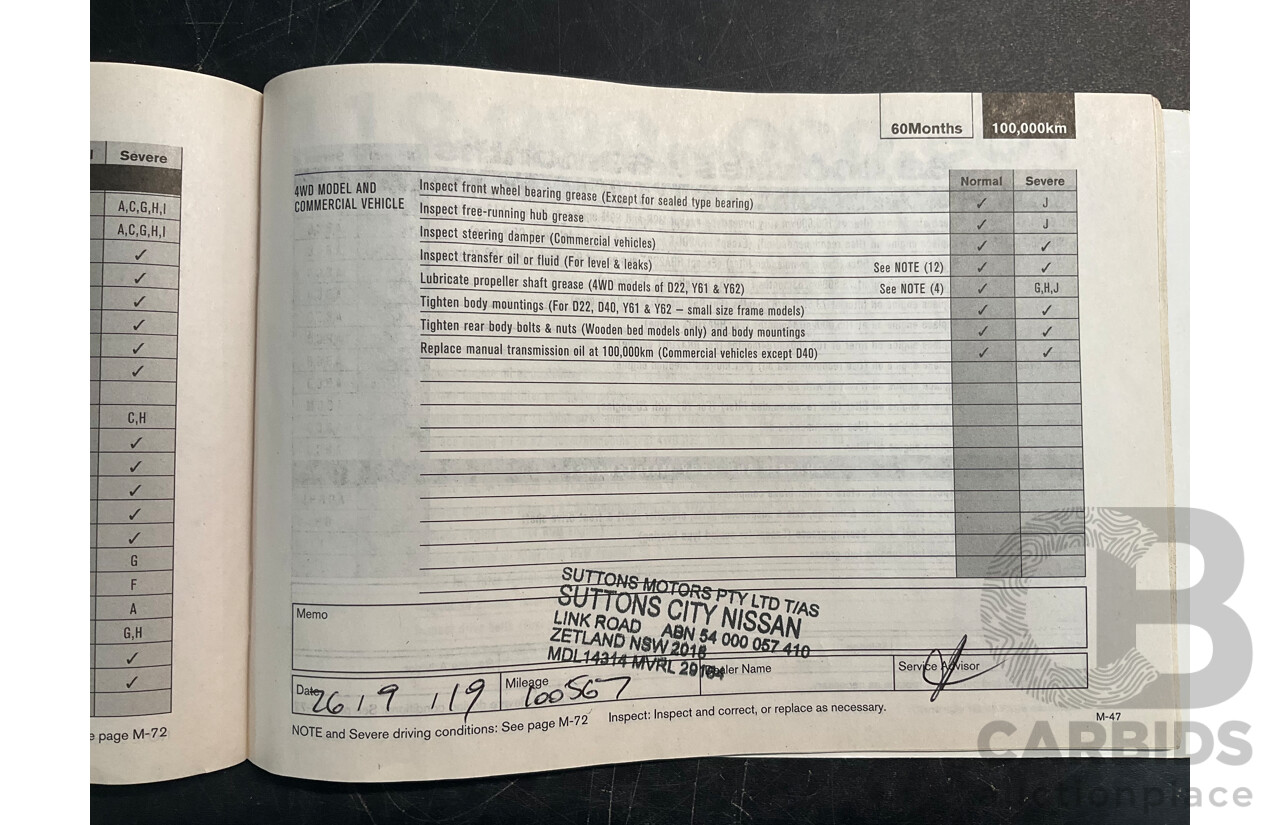 Severe
A,C,G,H,I
A,C,G,H,I
✓
✓
✓
✓
✓
✓
C,H
✓
✓
✓
✓
✓
G
F
A
G,H
✓
✓
page M-72
60Months 100,000km
Normal Severe
4WD MODEL AND
COMMERCIAL VEHICLE
Inspect front wheel bearing grease (Except for sealed type bearing) ✓ J
Inspect free-running hub grease ✓ J
Inspect steering damper (Commercial vehicles) ✓ ✓
Inspect transfer oil or fluid (For level & leaks) See NOTE (12) ✓ ✓
Lubricate propeller shaft grease (4WD models of D22, Y61 & Y62) See NOTE (4) ✓ G,H,J
Tighten body mountings (For D22, D40, Y61 & Y62 – small size frame models) ✓ ✓
Tighten rear body bolts & nuts (Wooden bed models only) and body mountings ✓ ✓
Replace manual transmission oil at 100,000km (Commercial vehicles except D40) ✓ ✓
Memo
SUTTONS MOTORS PTY LTD T/AS
SUTTONS CITY NISSAN
LINK ROAD ABN 54 000 057 410
ZETLAND NSW 2018
MDL14314 MVRL
Date 26/9/19 Mileage 100567 Dealer Name Service Advisor
NOTE and Severe driving conditions: See page M-72 Inspect: Inspect and correct, or replace as necessary.
M-47
CARBIDS
auctionplace